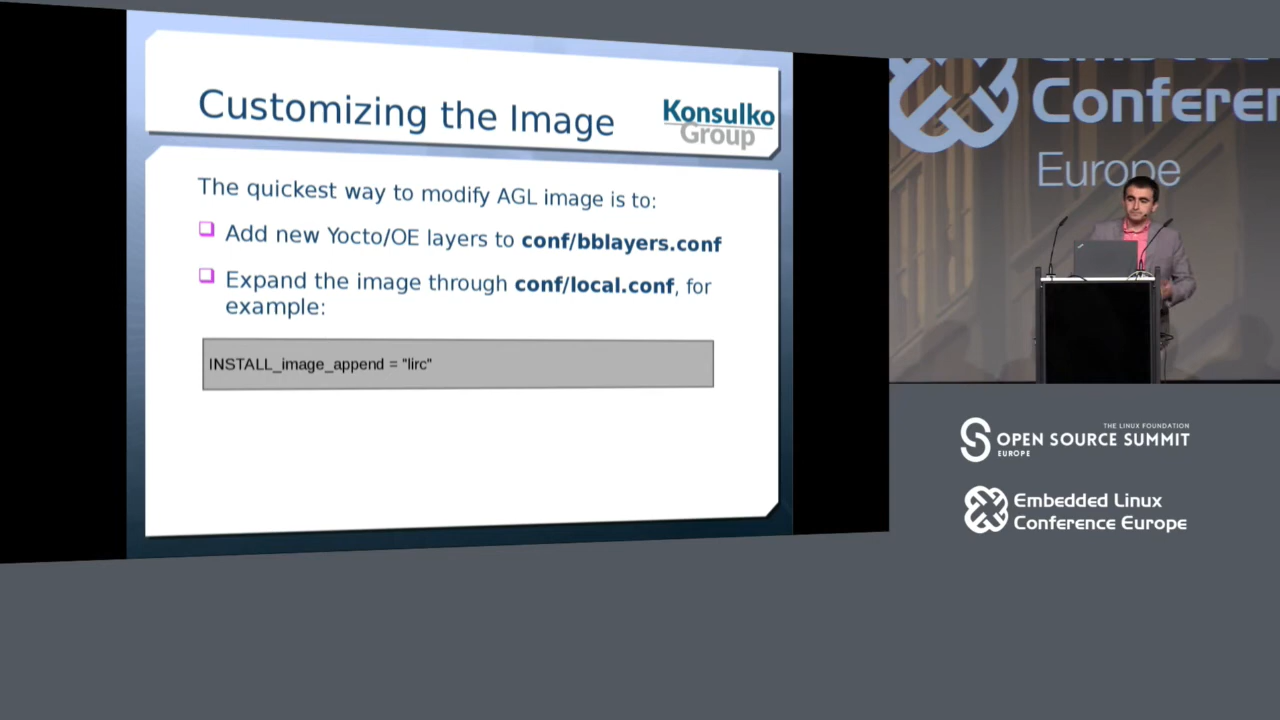 Customizing the Image
Konsulko
Group
The quickest way to modify AGL image is to:
Add new Yocto/OE layers to conf/bblayers.conf
Expand the image through conf/local.conf, for
example:
INSTALL_image_append = "lirc"
Conferen
Europe
THE LINUX FOUNDATION
OPEN SOURCE SUMMIT
EUROPE
Embedded Linux
Conference Europe